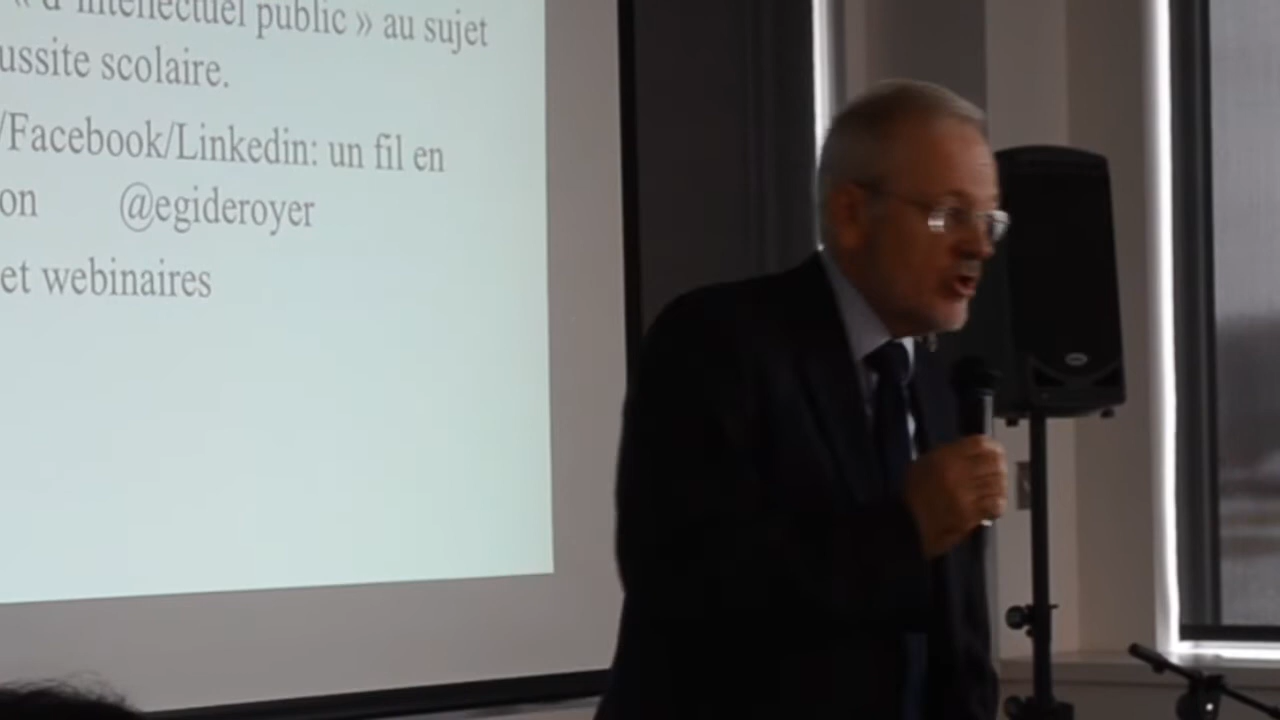 « d'intellectuel public » au sujet
ussite scolaire.
/Facebook/Linkedin: un fil en
on @egideroyer
et webinaires